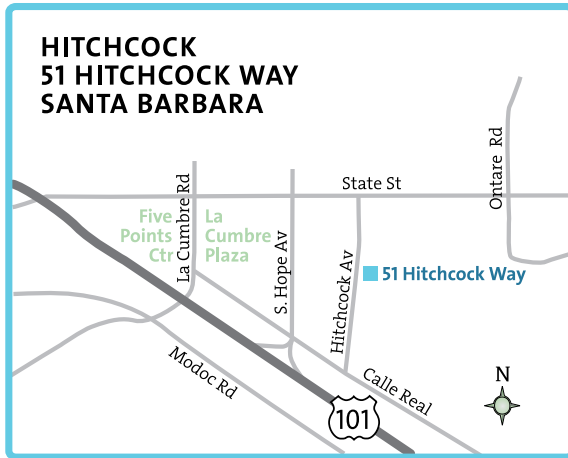 HITCHCOCK
51 HITCHCOCK WAY
SANTA BARBARA
Ontare Rd
State St
La Cumbre Rd
Five
Points
Ctr
La
Cumbre
Plaza
S. Hope Av
Hitchcock Av
51 Hitchcock Way
Modoc Rd
Calle Real
N
101